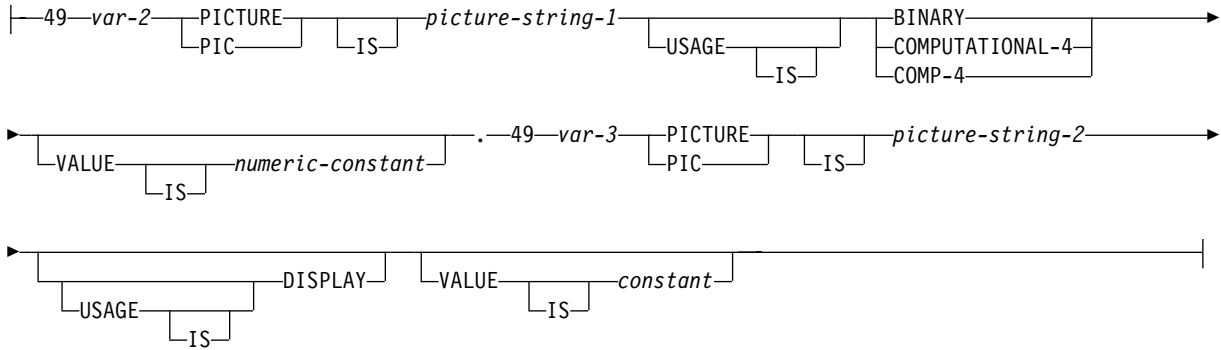 49 var-2 PICTURE picture-string-1 BINARY
PIC IS USAGE COMPUTATIONAL-4
IS COMP-4
. 49 var-3 PICTURE picture-string-2
VALUE numeric-constant PIC IS
IS
DISPLAY VALUE constant
USAGE IS
IS